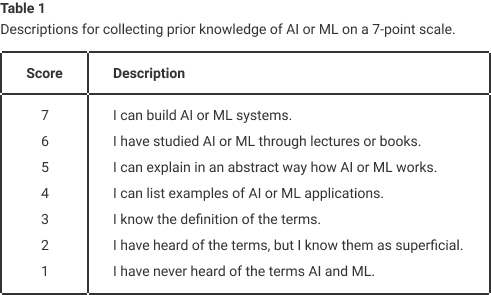 Table 1
Descriptions for collecting prior knowledge of AI or ML on a 7-point scale.
Score Description
7 I can build AI or ML systems.
6 I have studied AI or ML through lectures or books.
5 I can explain in an abstract way how AI or ML works.
4 I can list examples of AI or ML applications.
3 I know the definition of the terms.
2 I have heard of the terms, but I know them as superficial.
1 I have never heard of the terms AI and ML.